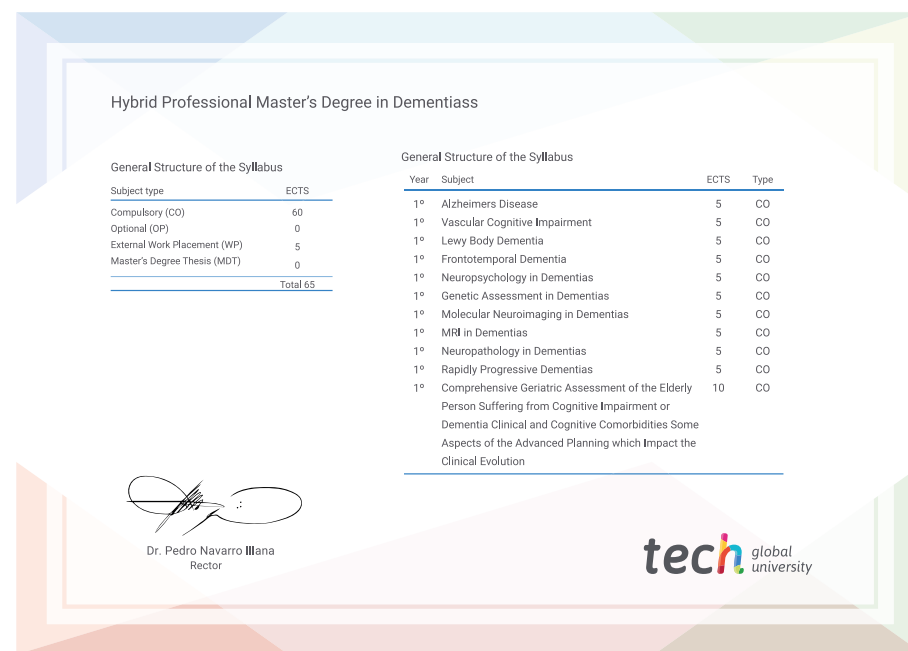 Hybrid Professional Master's Degree in Dementiass
General Structure of the Syllabus
Subject type ECTS
Compulsory (CO) 60
Optional (OP) 0
External Work Placement (WP) 5
Master's Degree Thesis (MDT) 0
Total 65
General Structure of the Syllabus
Year Subject ECTS Type
1º Alzheimers Disease 5 CO
1º Vascular Cognitive Impairment 5 CO
1º Lewy Body Dementia 5 CO
1º Frontotemporal Dementia 5 CO
1º Neuropsychology in Dementias 5 CO
1º Genetic Assessment in Dementias 5 CO
1º Molecular Neuroimaging in Dementias 5 CO
1º MRI in Dementias 5 CO
1º Neuropathology in Dementias 5 CO
1º Rapidly Progressive Dementias 5 CO
1º Comprehensive Geriatric Assessment of the Elderly 10 CO
Person Suffering from Cognitive Impairment or
Dementia Clinical and Cognitive Comorbidities Some
Aspects of the Advanced Planning which Impact the
Clinical Evolution
Dr. Pedro Navarro Illana
Rector
tech global
university